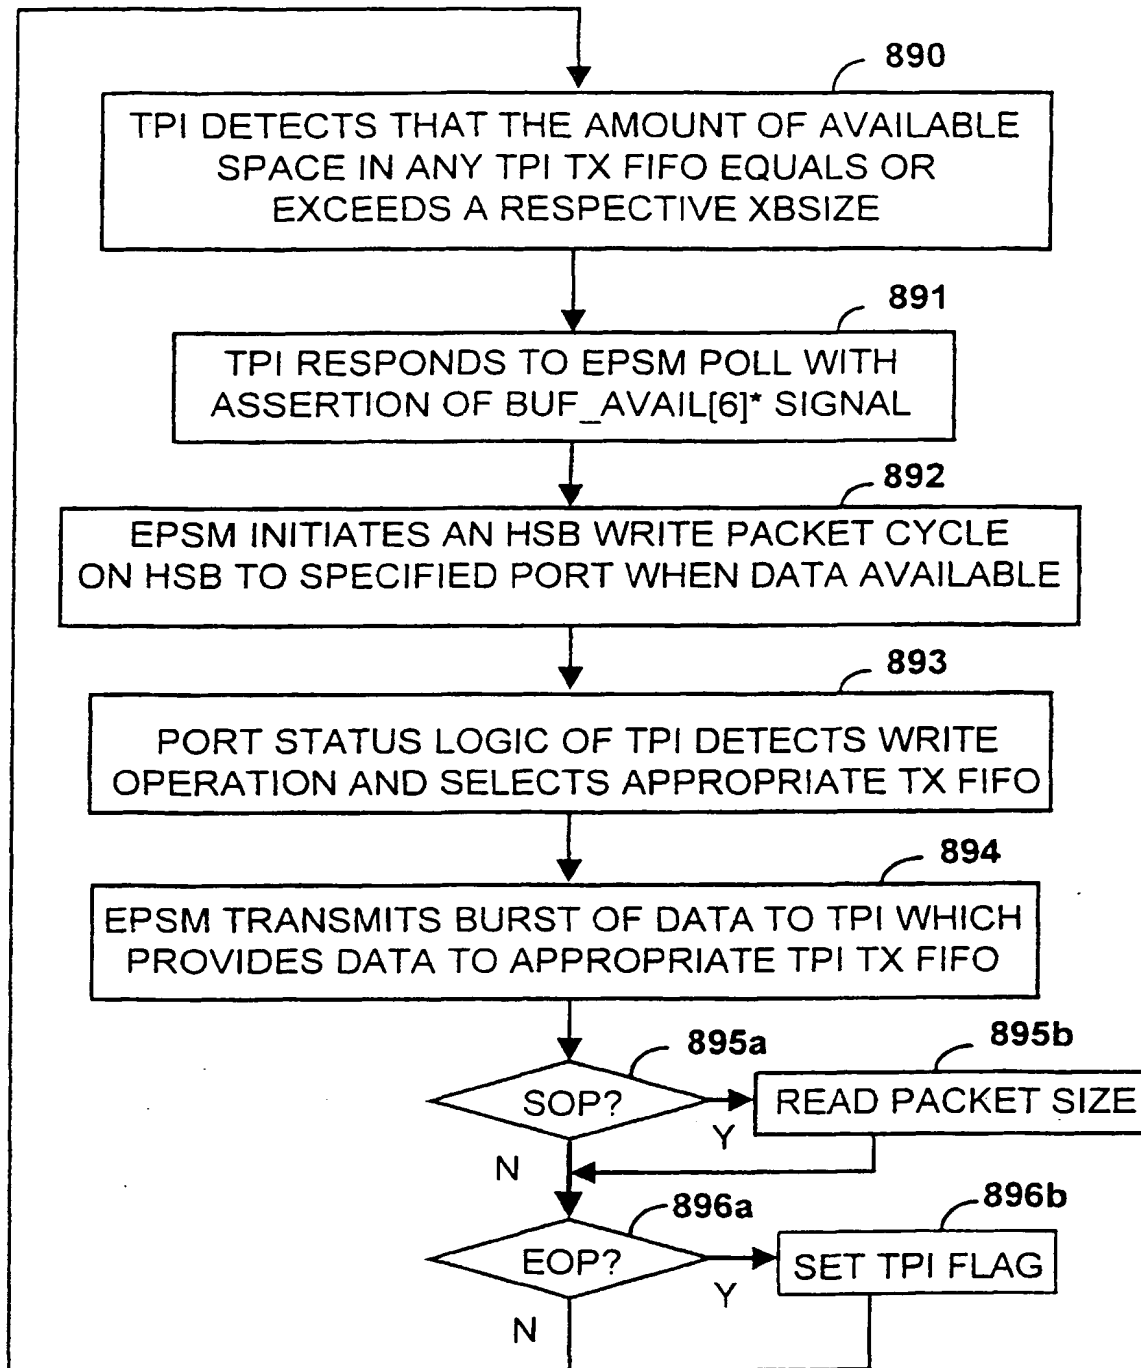 890
TPI DETECTS THAT THE AMOUNT OF AVAILABLE
SPACE IN ANY TPI TX FIFO EQUALS OR
EXCEEDS A RESPECTIVE XBSIZE
891
TPI RESPONDS TO EPSM POLL WITH
ASSERTION OF BUF_AVAIL[6]* SIGNAL
892
EPSM INITIATES AN HSB WRITE PACKET CYCLE
ON HSB TO SPECIFIED PORT WHEN DATA AVAILABLE
893
PORT STATUS LOGIC OF TPI DETECTS WRITE
OPERATION AND SELECTS APPROPRIATE TX FIFO
894
EPSM TRANSMITS BURST OF DATA TO TPI WHICH
PROVIDES DATA TO APPROPRIATE TPI TX FIFO
895a
895b
SOP?
READ PACKET SIZE
Y
N
896a
896b
EOP?
SET TPI FLAG
Y
N